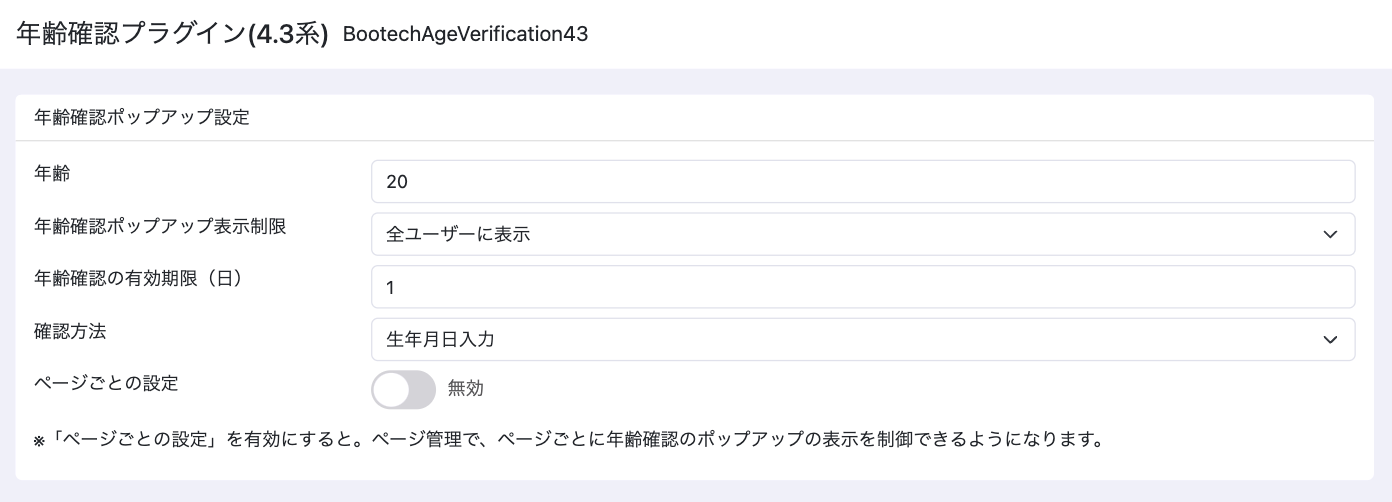 年齢確認プラグイン(4.3系) BootechAgeVerification43
年齢確認ポップアップ設定
年齢
20
年齢確認ポップアップ表示制限
全ユーザーに表示
年齢確認の有効期限（日）
1
確認方法
生年月日入力
ページごとの設定
無効
※「ページごとの設定」を有効にすると。ページ管理で、ページごとに年齢確認のポップアップの表示を制御できるようになります。